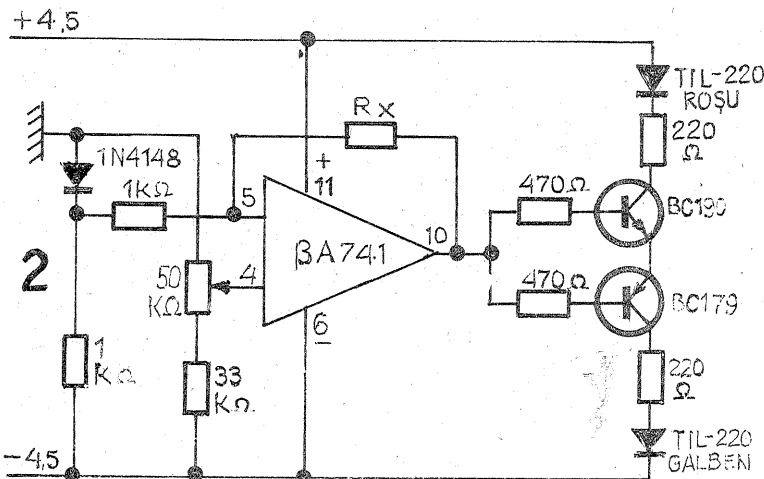 +4,5
TIL-220
ROŞU
Rx
220
Ω
1N4148
1KΩ
5
+
11
470Ω
BC190
2
50
KΩ
4
βA741
10
470Ω
BC179
6
−
1
KΩ
33
KΩ.
220
Ω
-4,5
TIL-220
GALBEN